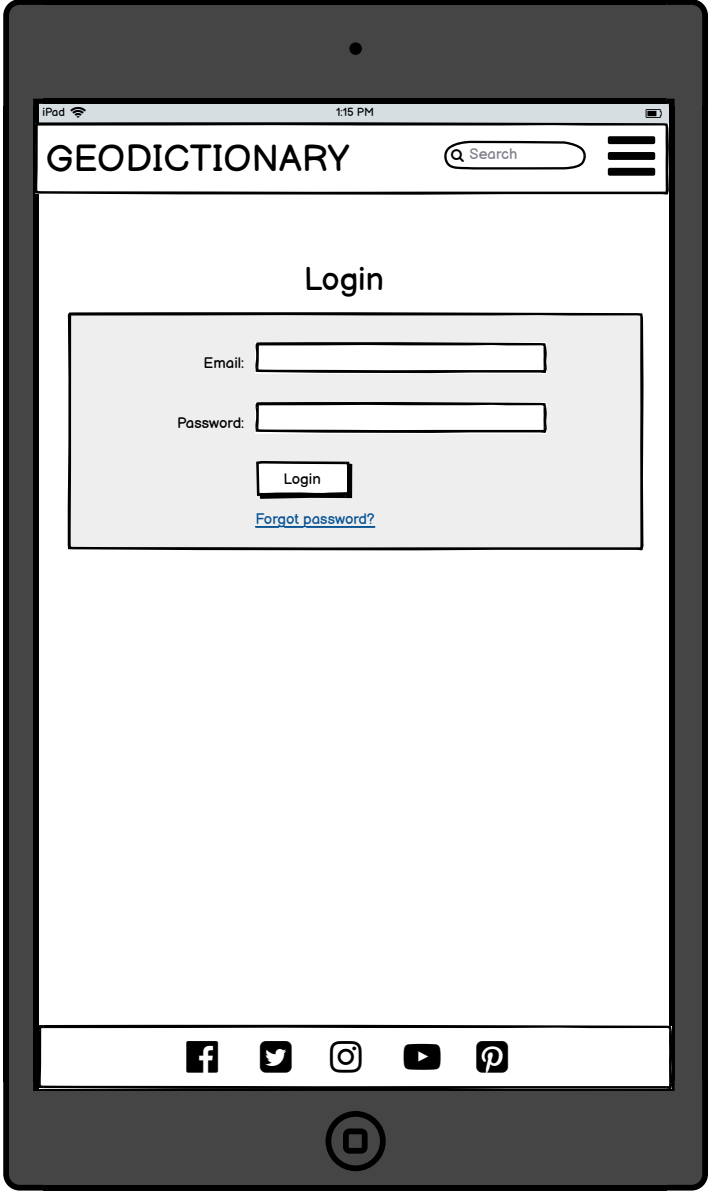 iPad 1:15 PM
GEODICTIONARY Search
Login
Email:
Password:
Login
Forgot password?